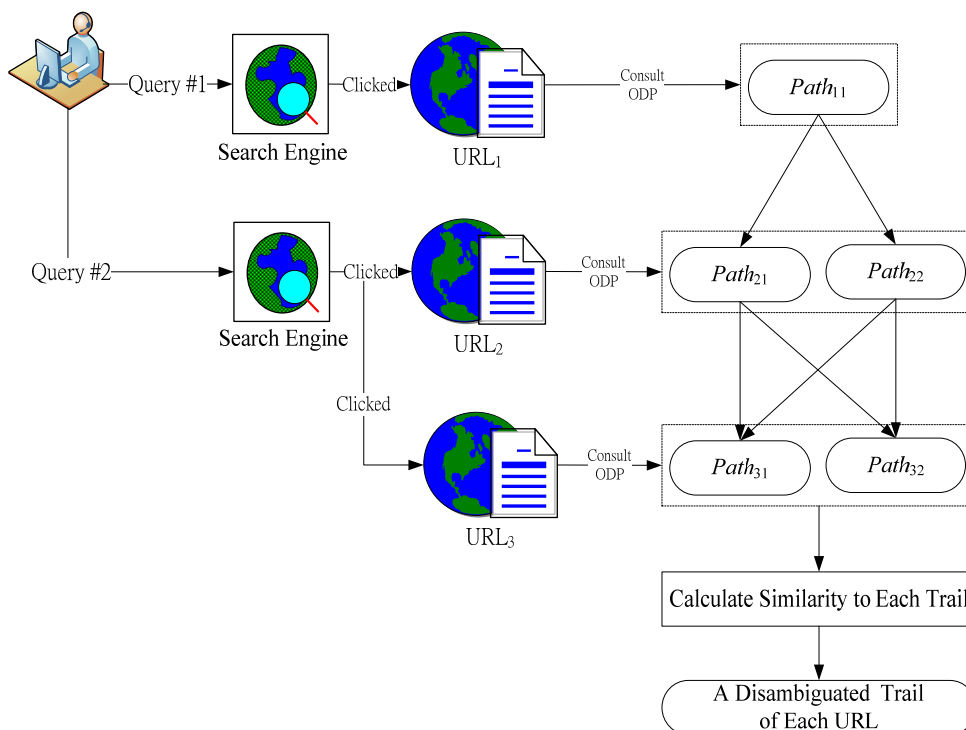 Query #1
Search Engine
Clicked
URL1
Consult
ODP
Path11
Query #2
Search Engine
Clicked
URL2
Consult
ODP
Path21
Path22
Clicked
URL3
Consult
ODP
Path31
Path32
Calculate Similarity to Each Trail
A Disambiguated Trail
of Each URL